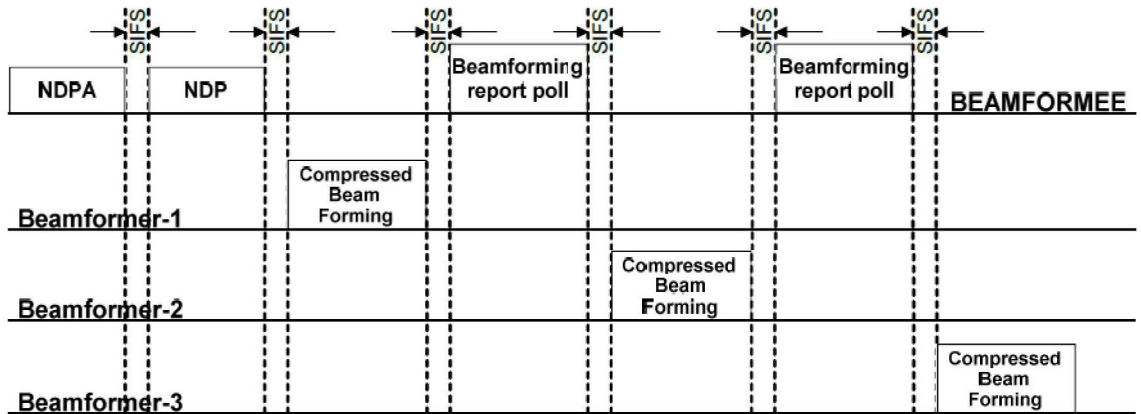 SIFS SIFS SIFS SIFS SIFS SIFS
NDPA
NDP
Beamforming
report poll
Beamforming
report poll
BEAMFORMEE
Compressed
Beam
Forming
Beamformer-1
Compressed
Beam
Forming
Beamformer-2
Compressed
Beam
Forming
Beamformer-3